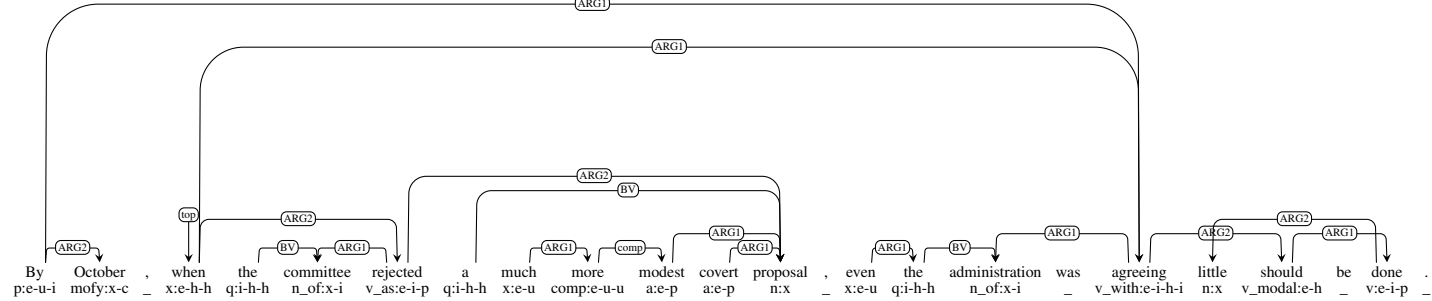 ARG1
ARG1
ARG2
BV
top ARG2 ARG2
ARG1 ARG1 ARG2 ARG1
ARG2 BV ARG1 ARG1 comp ARG1 ARG1 BV
By October , when the committee rejected a much more modest covert proposal , even the administration was agreeing little should be done .
p:e-u-i mofy:x-c _ x:e-h-h q:i-h-h n_of:x-i v_as:e-i-p q:i-h-h x:e-u comp:e-u-u a:e-p a:e-p n:x _ x:e-u q:i-h-h n_of:x-i _ v_with:e-i-h-i n:x v_modal:e-h _ v:e-i-p _